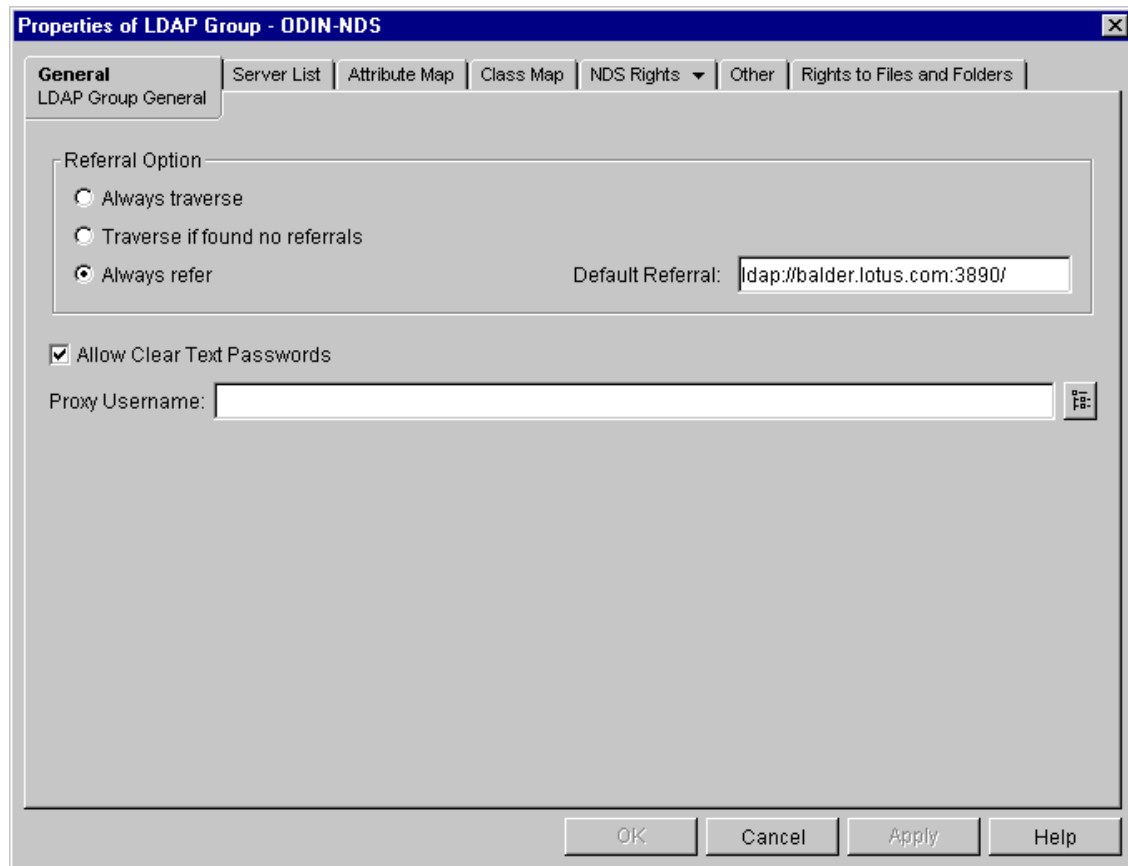 Properties of LDAP Group - ODIN-NDS
General Server List Attribute Map Class Map NDS Rights Other Rights to Files and Folders
LDAP Group General
Referral Option
Always traverse
Traverse if found no referrals
Always refer Default Referral: ldap://balder.lotus.com:3890/
Allow Clear Text Passwords
Proxy Username:
OK Cancel Apply Help